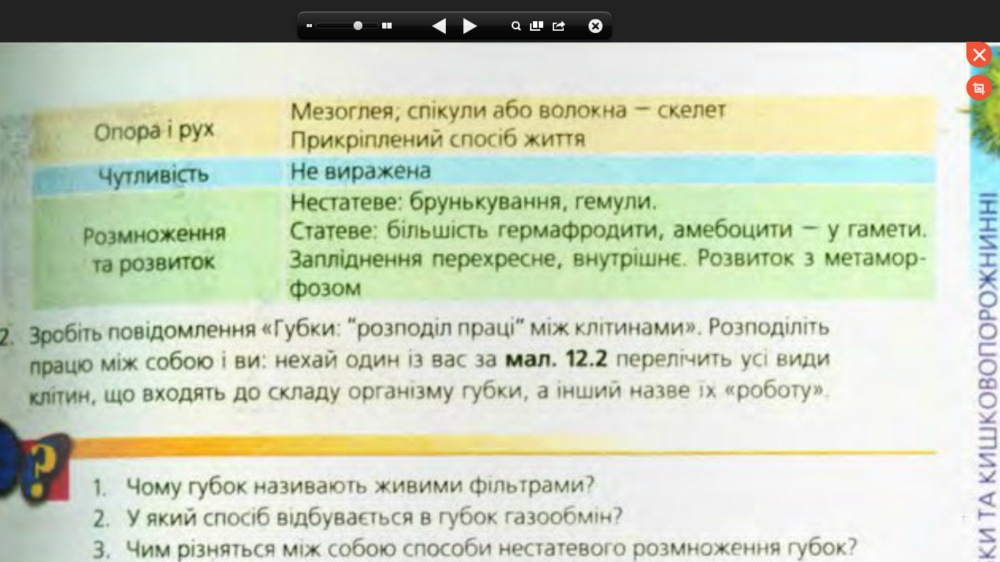 Опора і рух
Мезоглея; спікули або волокна – скелет
Прикріплений спосіб життя
Чутливість
Не виражена
Розмноження
та розвиток
Нестатеве: брунькування, гемули.
Статеве: більшість гермафродити, амебоцити – у гамети.
Запліднення перехресне, внутрішнє. Розвиток з метамор-
фозом
2. Зробіть повідомлення «Губки: “розподіл праці” між клітинами». Розподіліть
працю між собою і ви: нехай один із вас за мал. 12.2 перелічить усі види
клітин, що входять до складу організму губки, а інший назве їх «роботу».
?
1. Чому губок називають живими фільтрами?
2. У який спосіб відбувається в губок газообмін?
3. Чим різняться між собою способи нестатевого розмноження губок?
КИ ТА КИШКОВОПОРОЖНИННІ